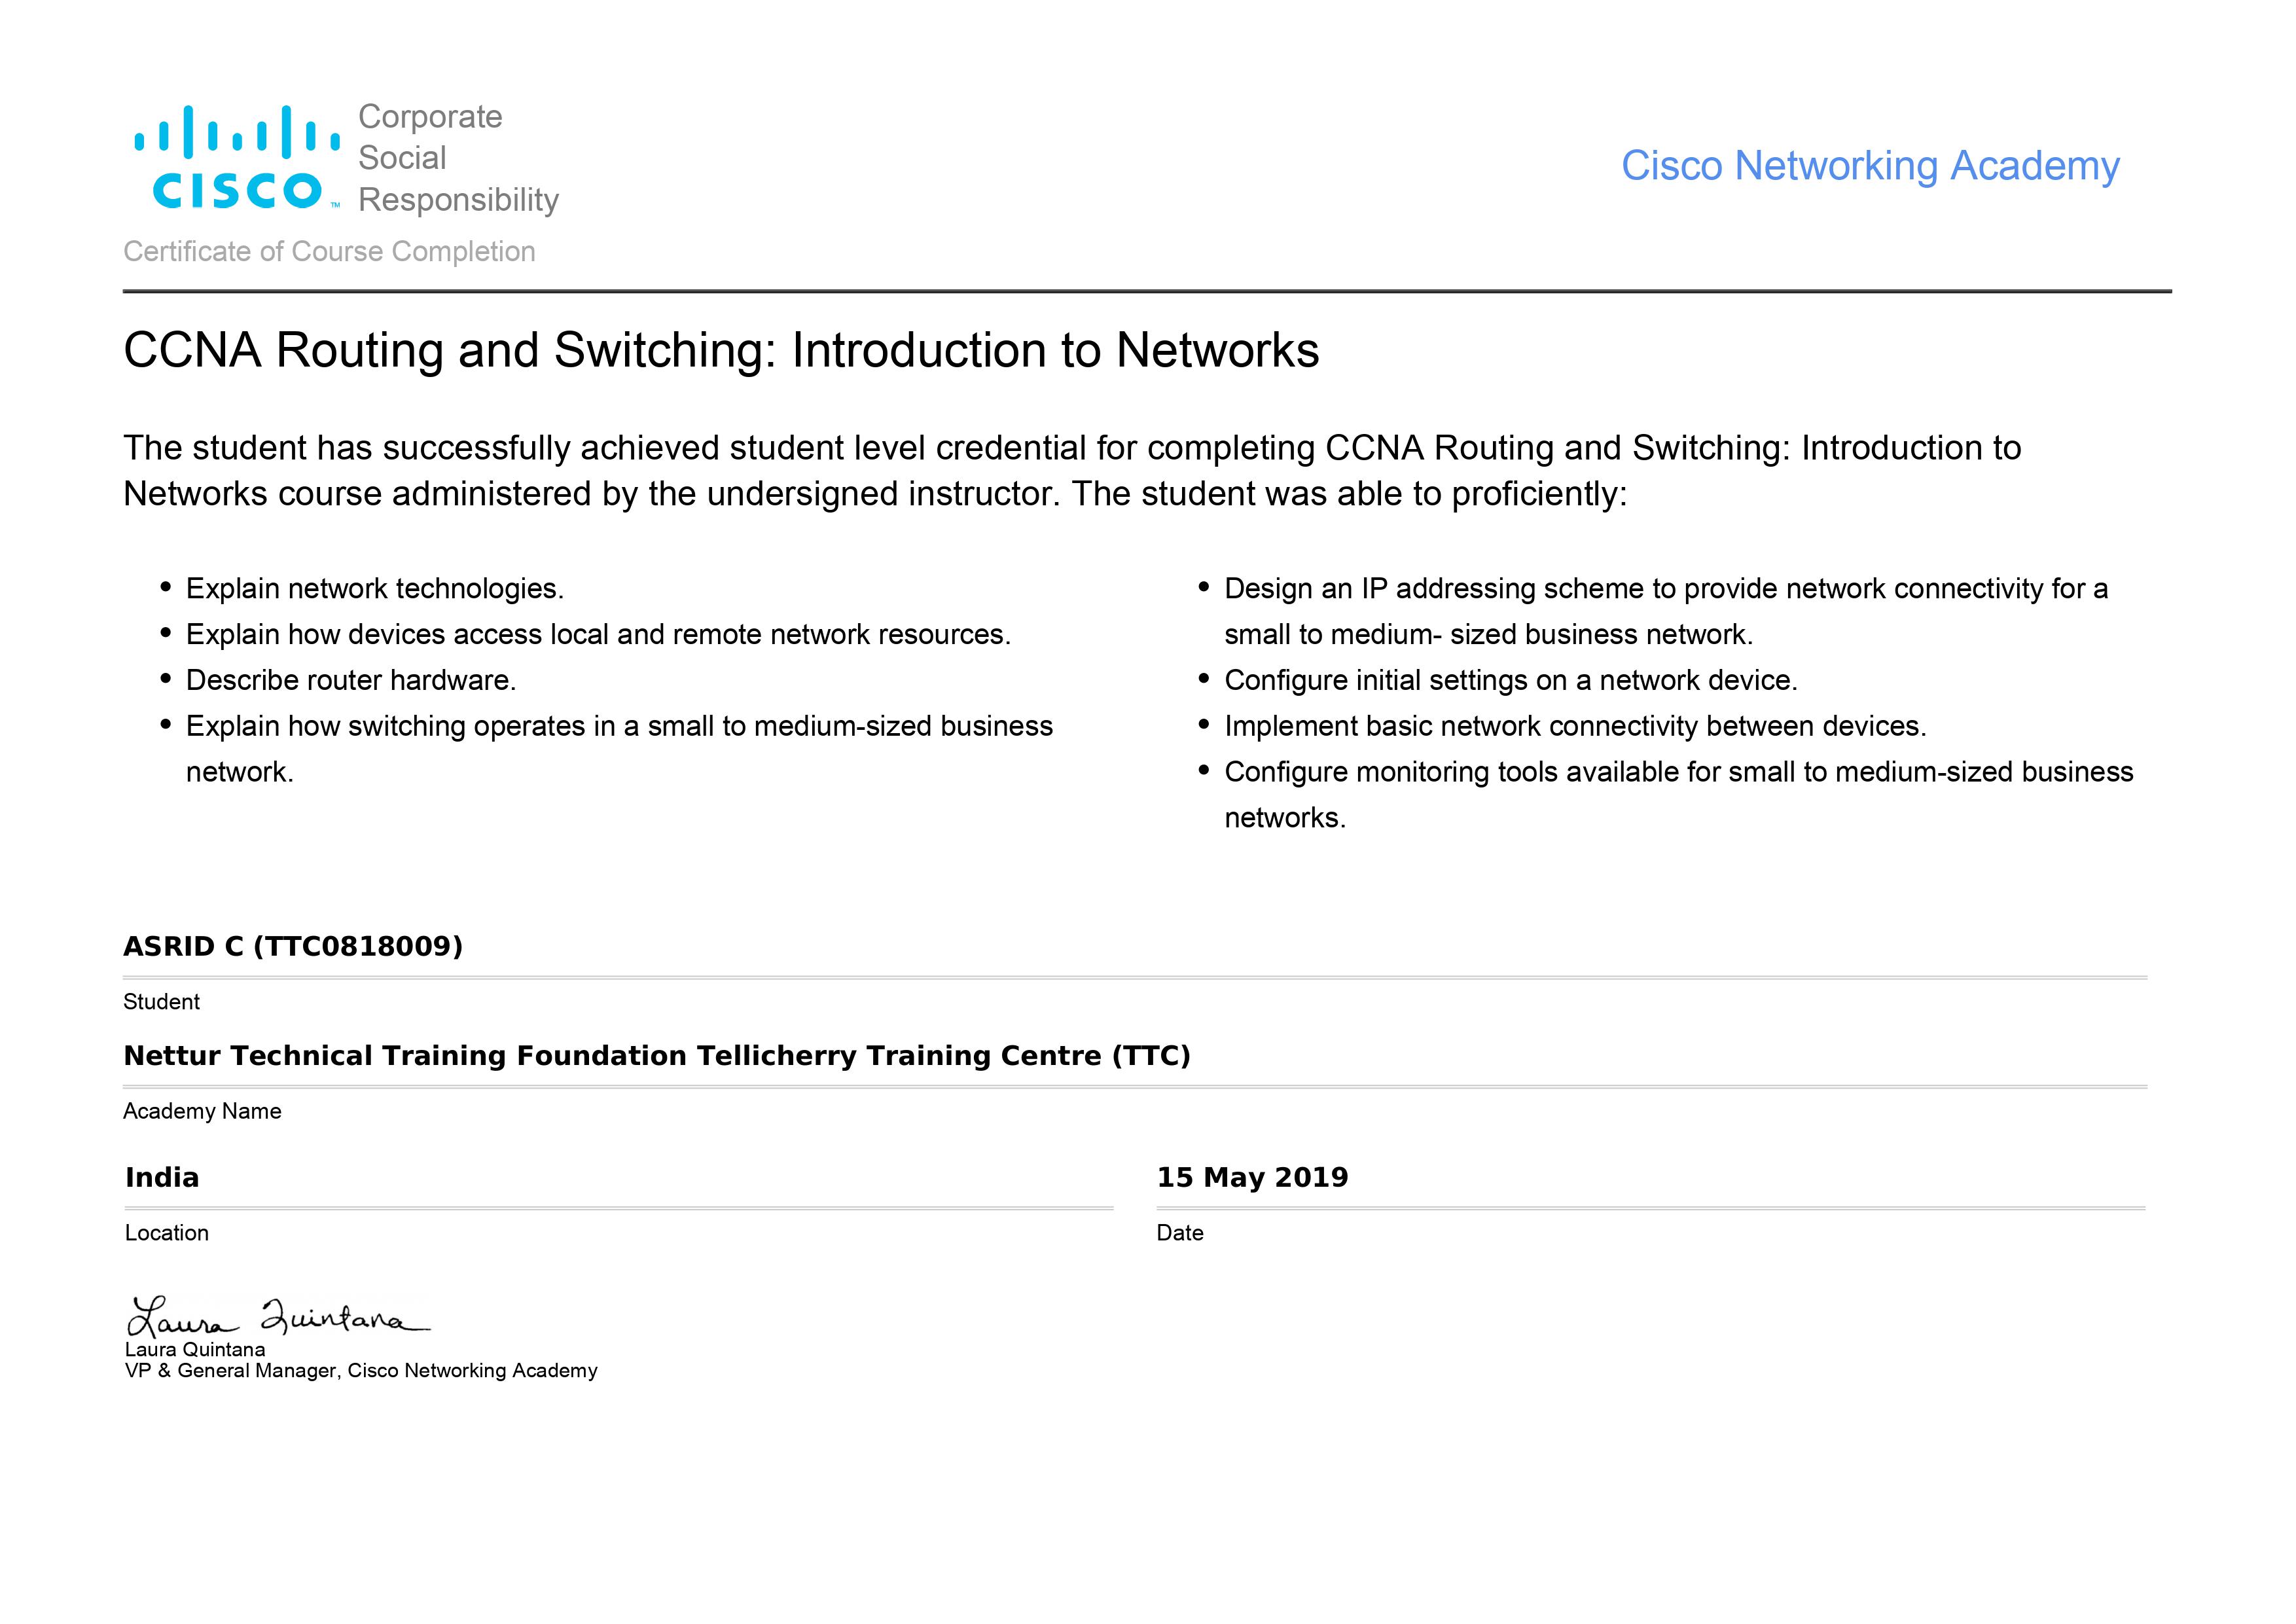 Corporate
Social
Responsibility
CISCO™
Cisco Networking Academy
Certificate of Course Completion
CCNA Routing and Switching: Introduction to Networks
The student has successfully achieved student level credential for completing CCNA Routing and Switching: Introduction to
Networks course administered by the undersigned instructor. The student was able to proficiently:
• Explain network technologies.
• Explain how devices access local and remote network resources.
• Describe router hardware.
• Explain how switching operates in a small to medium-sized business
network.
• Design an IP addressing scheme to provide network connectivity for a
small to medium- sized business network.
• Configure initial settings on a network device.
• Implement basic network connectivity between devices.
• Configure monitoring tools available for small to medium-sized business
networks.
ASRID C (TTC0818009)
Student
Nettur Technical Training Foundation Tellicherry Training Centre (TTC)
Academy Name
India
Location
15 May 2019
Date
Laura Quintana
Laura Quintana
VP & General Manager, Cisco Networking Academy